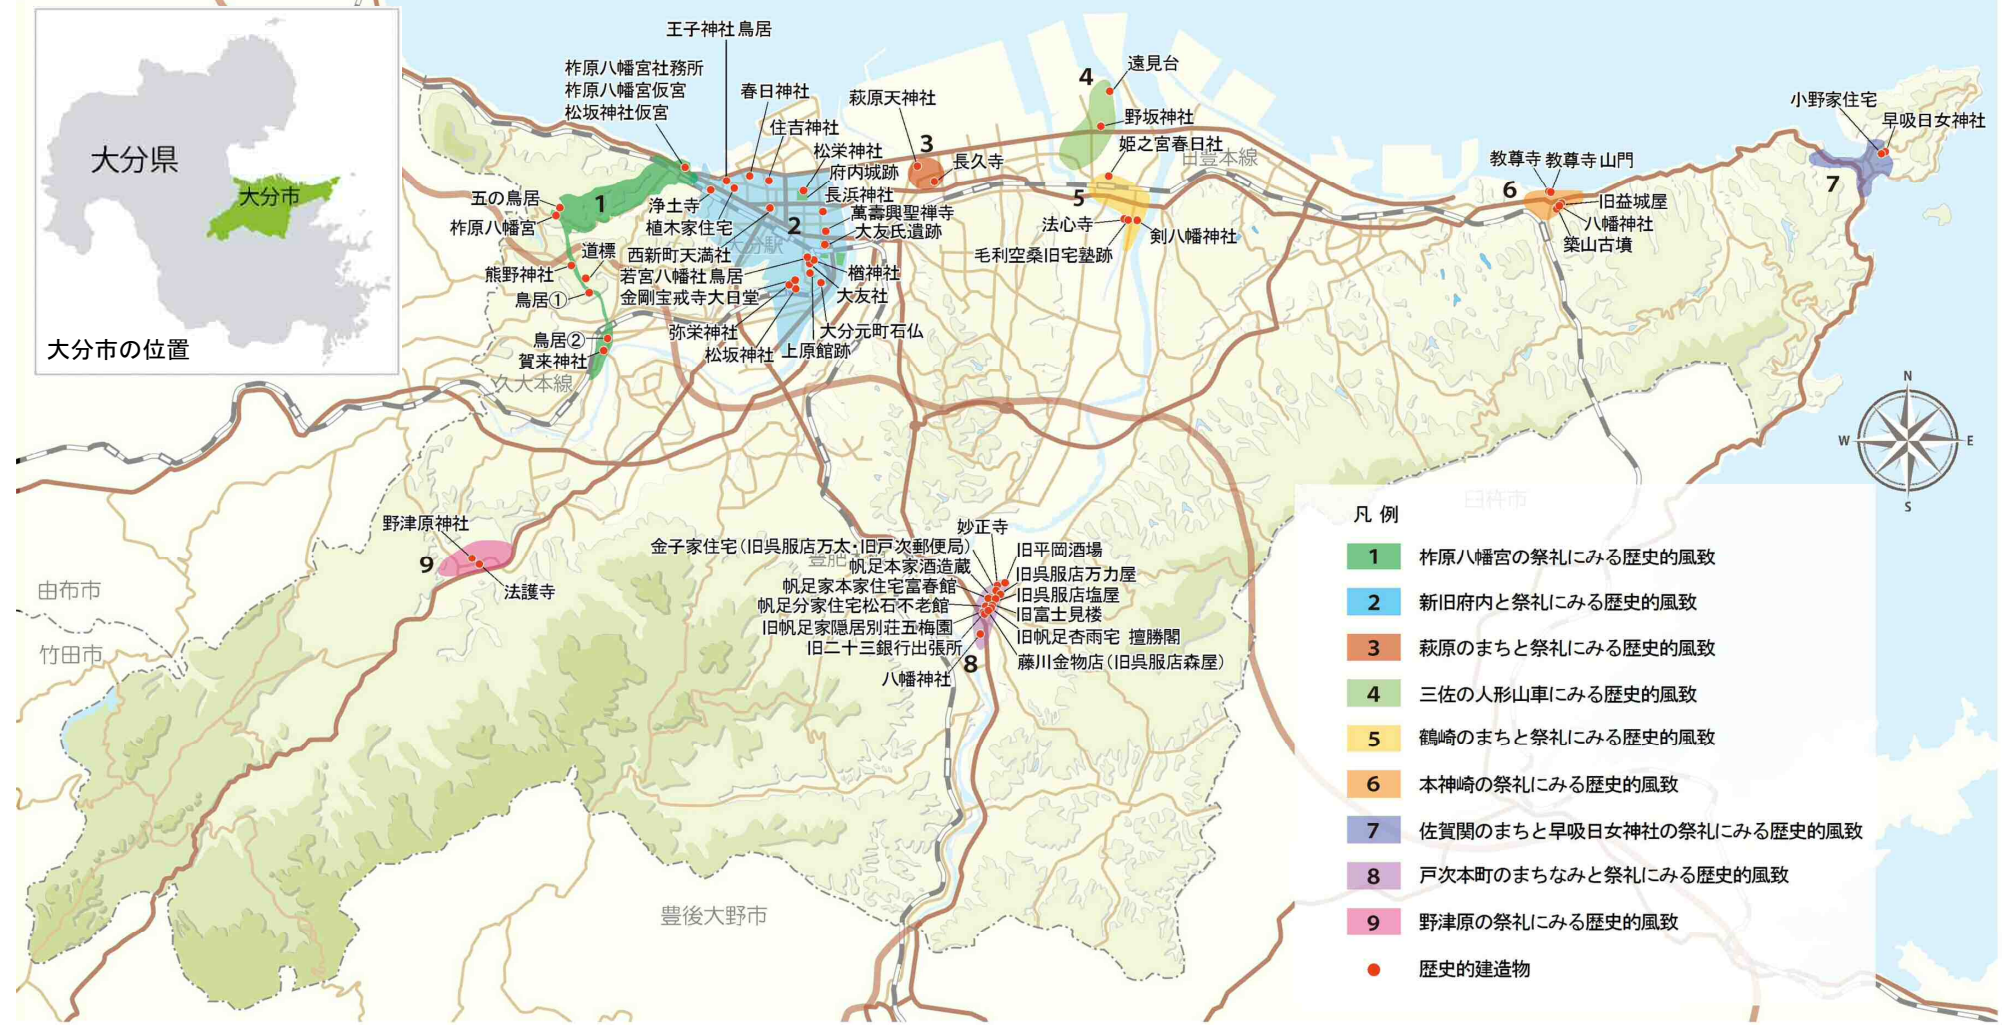 大分県
大分市
大分市の位置
王子神社鳥居
柞原八幡宮社務所
柞原八幡宮仮宮
松坂神社仮宮
春日神社
住吉神社
松栄神社
府内城跡
長浜神社
萬壽興聖禅寺
大友氏遺跡
萩原天神社
3
長久寺
4
遠見台
野坂神社
姫之宮春日社
日豊本線
5
法心寺
剣八幡神社
毛利空桑旧宅塾跡
教尊寺
教尊寺山門
6
旧益城屋
八幡神社
築山古墳
小野家住宅
早吸日女神社
7
五の鳥居
柞原八幡宮
1
浄土寺
植木家住宅
2
大分駅
道標
熊野神社
鳥居①
西新町天満社
若宮八幡社鳥居
金剛宝戒寺大日堂
楢神社
大友社
弥栄神社
松坂神社
上原館跡
大分元町石仏
鳥居②
賀来神社
久大本線
N
W
E
S
臼杵市
野津原神社
9
法護寺
由布市
竹田市
豊後大野市
妙正寺
金子家住宅(旧呉服店万太・旧戸次郵便局)
豊肥
帆足本家酒造蔵
帆足家本家住宅富春館
帆足分家住宅松石不老館
旧帆足家隠居別荘五梅園
旧二十三銀行出張所
八幡神社
8
旧平岡酒場
旧呉服店万力屋
旧呉服店塩屋
旧富士見楼
旧帆足杏雨宅 擅勝閣
藤川金物店(旧呉服店森屋)
凡例
1 柞原八幡宮の祭礼にみる歴史的風致
2 新旧府内と祭礼にみる歴史的風致
3 萩原のまちと祭礼にみる歴史的風致
4 三佐の人形山車にみる歴史的風致
5 鶴崎のまちと祭礼にみる歴史的風致
6 本神崎の祭礼にみる歴史的風致
7 佐賀関のまちと早吸日女神社の祭礼にみる歴史的風致
8 戸次本町のまちなみと祭礼にみる歴史的風致
9 野津原の祭礼にみる歴史的風致
歴史的建造物